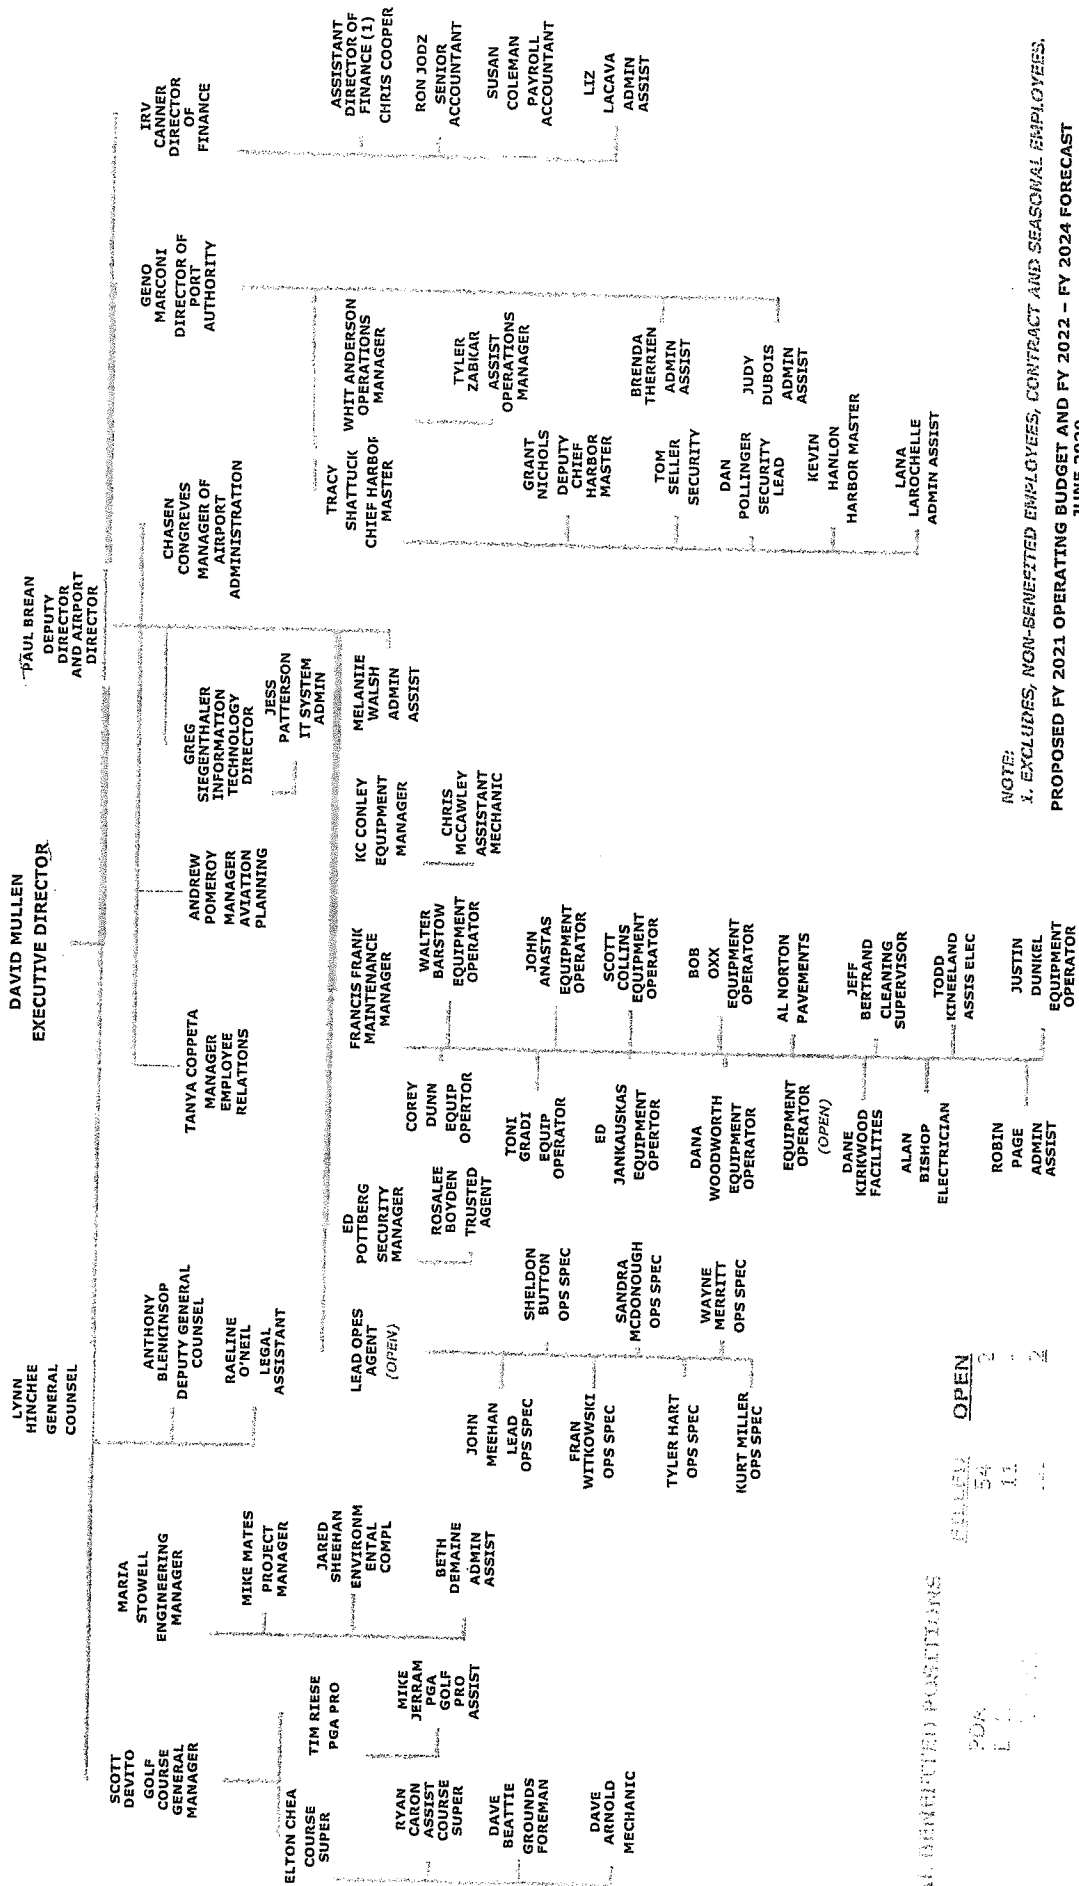 DAVID MULLEN
EXECUTIVE DIRECTOR
PAUL BREAN
DEPUTY
DIRECTOR
AND AIRPORT
DIRECTOR
LYNN
HINCHEE
GENERAL
COUNSEL
SCOTT
DEVITO
GOLF
COURSE
GENERAL
MANAGER
MARIA
STOWELL
ENGINEERING
MANAGER
ANTHONY
BLENKINSOP
DEPUTY GENERAL
COUNSEL
RAELINE
O'NEIL
LEGAL
ASSISTANT
TANYA COPPETA
MANAGER
EMPLOYEE
RELATIONS
ANDREW
POMEROY
MANAGER
AVIATION
PLANNING
GREG
SIEGENTHALER
INFORMATION
TECHNOLOGY
DIRECTOR
JESS
PATTERSON
IT SYSTEM
ADMIN
CHASEN
CONGREVES
MANAGER OF
AIRPORT
ADMINISTRATION
GENO
MARCONI
DIRECTOR OF
PORT
AUTHORITY
IRV
CANNER
DIRECTOR
OF
FINANCE
ELTON CHEA
COURSE
SUPER
TIM RIESE
PGA PRO
RYAN
CARON
ASSIST
COURSE
SUPER
DAVE
BEATTIE
GROUNDS
FOREMAN
DAVE
ARNOLD
MECHANIC
MIKE
JERRAM
PGA
GOLF
PRO
ASSIST
MIKE MATES
PROJECT
MANAGER
JARED
SHEEHAN
ENVIRONM
ENTAL
COMPL
BETH
DEMAINE
ADMIN
ASSIST
LEAD OPES
AGENT
(OPEN)
JOHN
MEEHAN
LEAD
OPS SPEC
FRAN
WITKOWSKI
OPS SPEC
TYLER HART
OPS SPEC
KURT MILLER
OPS SPEC
SHELDON
BUTTON
OPS SPEC
SANDRA
MCDONOUGH
OPS SPEC
WAYNE
MERRITT
OPS SPEC
ED
POTTBERG
SECURITY
MANAGER
ROSALEE
BOYDEN
TRUSTED
AGENT
FRANCIS FRANK
MAINTENANCE
MANAGER
COREY
DUNN
EQUIP
OPERTOR
TONI
GRADI
EQUIP
OPERATOR
ED
JANKAUSKAS
EQUIPMENT
OPERTOR
DANA
WOODWORTH
EQUIPMENT
OPERATOR
EQUIPMENT
OPERATOR
(OPEN)
DANE
KIRKWOOD
FACILITIES
ALAN
BISHOP
ELECTRICIAN
ROBIN
PAGE
ADMIN
ASSIST
WALTER
BARSTOW
EQUIPMENT
OPERATOR
JOHN
ANASTAS
EQUIPMENT
OPERATOR
SCOTT
COLLINS
EQUIPMENT
OPERATOR
BOB
OXX
EQUIPMENT
OPERATOR
AL NORTON
PAVEMENTS
JEFF
BERTRAND
CLEANING
SUPERVISOR
TODD
KINEELAND
ASSIS ELEC
JUSTIN
DUNKEL
EQUIPMENT
OPERATOR
KC CONLEY
EQUIPMENT
MANAGER
CHRIS
MCCAWLEY
ASSISTANT
MECHANIC
MELANIIE
WALSH
ADMIN
ASSIST
TRACY
SHATTUCK
CHIEF HARBOR
MASTER
GRANT
NICHOLS
DEPUTY
CHIEF
HARBOR
MASTER
TOM
SELLER
SECURITY
DAN
POLLINGER
SECURITY
LEAD
KEVIN
HANLON
HARBOR MASTER
LANA
LAROCHELLE
ADMIN ASSIST
WHIT ANDERSON
OPERATIONS
MANAGER
TYLER
ZABKAR
ASSIST
OPERATIONS
MANAGER
BRENDA
THERRIEN
ADMIN
ASSIST
JUDY
DUBOIS
ADMIN
ASSIST
ASSISTANT
DIRECTOR OF
FINANCE (1)
CHRIS COOPER
RON JODZ
SENIOR
ACCOUNTANT
SUSAN
COLEMAN
PAYROLL
ACCOUNTANT
LIZ
LACAVA
ADMIN
ASSIST
BENEFITED POSITIONS
FILLED OPEN
PDA 54 2
11
2
NOTE:
1. EXCLUDES, NON-BENEFITED EMPLOYEES, CONTRACT AND SEASONAL EMPLOYEES.
PROPOSED FY 2021 OPERATING BUDGET AND FY 2022 – FY 2024 FORECAST
JUNE 2020